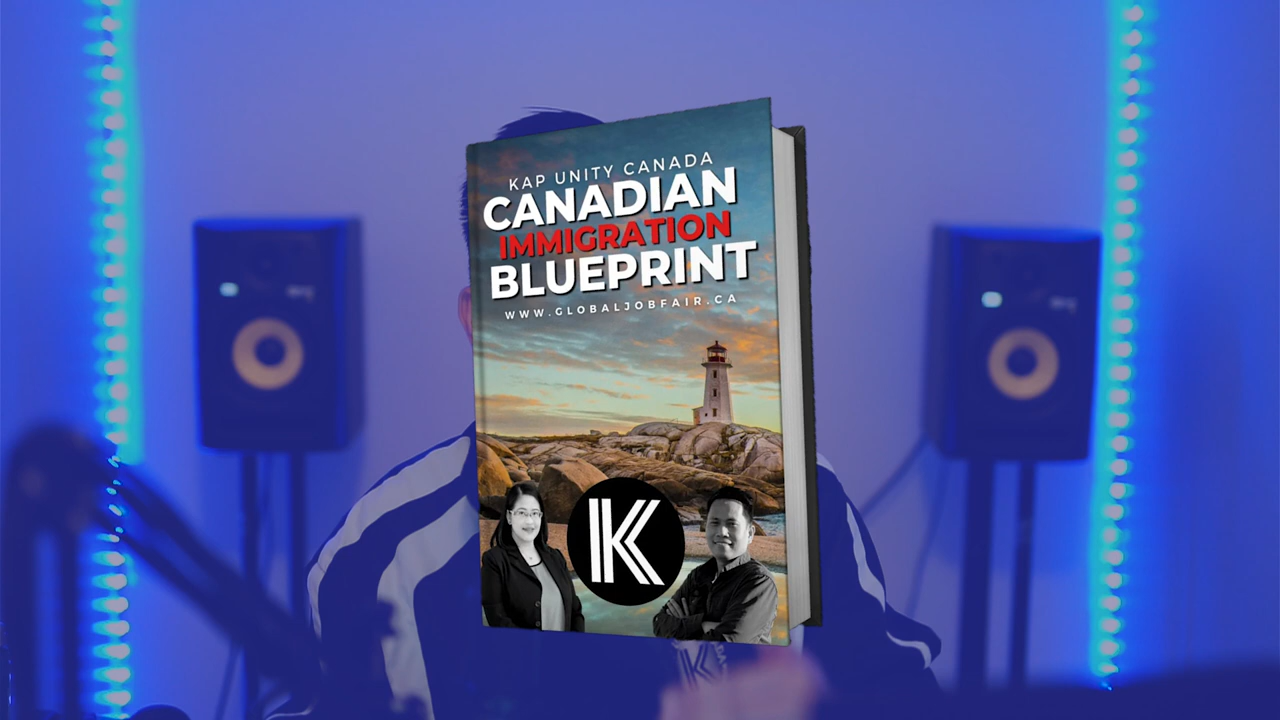 KAP UNITY CANADA
CANADIAN
IMMIGRATION
BLUEPRINT
WWW.GLOBALJOBFAIR.CA
K